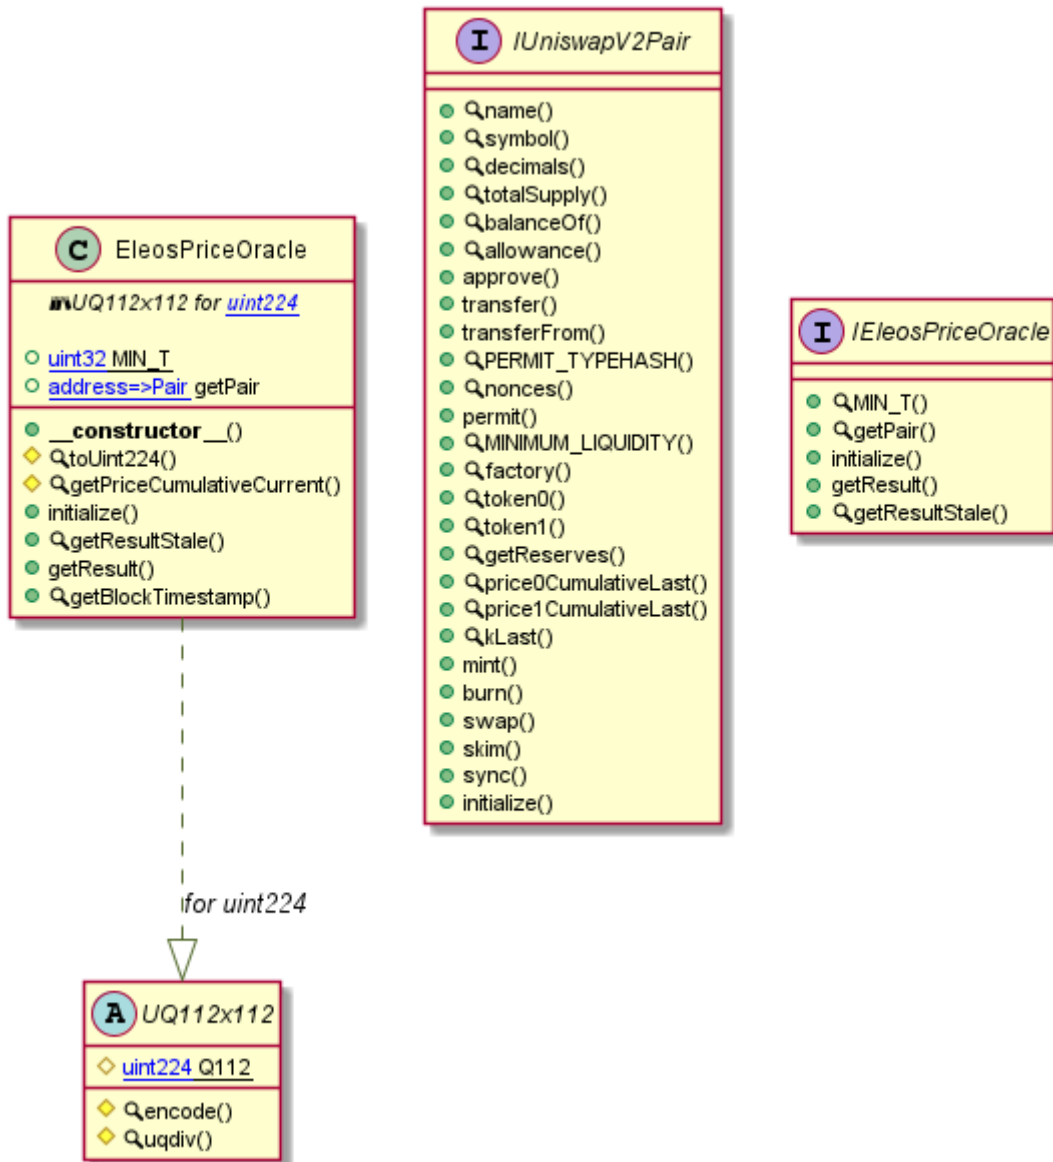 C EleosPriceOracle
UQ112x112 for uint224
uint32 MIN_T
address=>Pair getPair
__constructor__()
toUint224()
getPriceCumulativeCurrent()
initialize()
getResultStale()
getResult()
getBlockTimestamp()
for uint224
A UQ112x112
uint224 Q112
encode()
uqdiv()
I IUniswapV2Pair
name()
symbol()
decimals()
totalSupply()
balanceOf()
allowance()
approve()
transfer()
transferFrom()
PERMIT_TYPEHASH()
nonces()
permit()
MINIMUM_LIQUIDITY()
factory()
token0()
token1()
getReserves()
price0CumulativeLast()
price1CumulativeLast()
kLast()
mint()
burn()
swap()
skim()
sync()
initialize()
I IEleosPriceOracle
MIN_T()
getPair()
initialize()
getResult()
getResultStale()